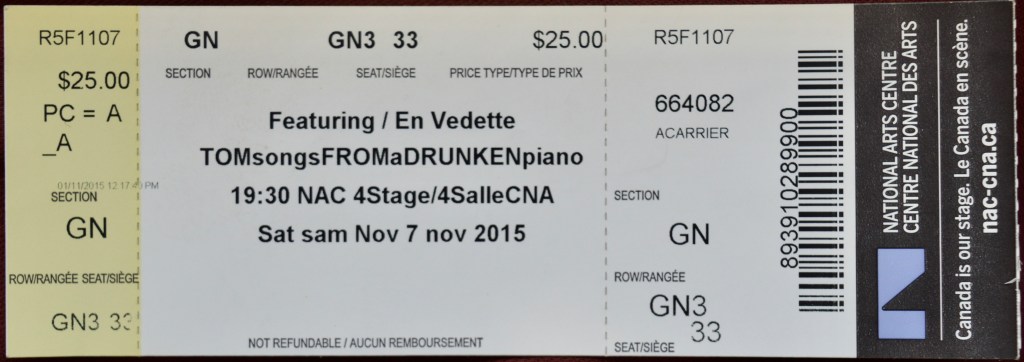 R5F1107
$25.00
PC = A
_A
01/11/2015 12.17:49 PM
SECTION
GN
ROW/RANGÉE SEAT/SIÈGE
GN3 33
GN GN3 33 $25.00
SECTION ROW/RANGÉE SEAT/SIÈGE PRICE TYPE/TYPE DE PRIX
Featuring / En Vedette
TOMsongsFROMaDRUNKENpiano
19:30 NAC 4Stage/4SalleCNA
Sat sam Nov 7 nov 2015
NOT REFUNDABLE / AUCUN REMBOURSEMENT
R5F1107
664082
ACARRIER
SECTION
GN
ROW/RANGÉE
GN3
33
SEAT/SIÈGE
893910289900
NATIONAL ARTS CENTRE
CENTRE NATIONAL DES ARTS
Canada is our stage. Le Canada en scène.
nac-cna.ca